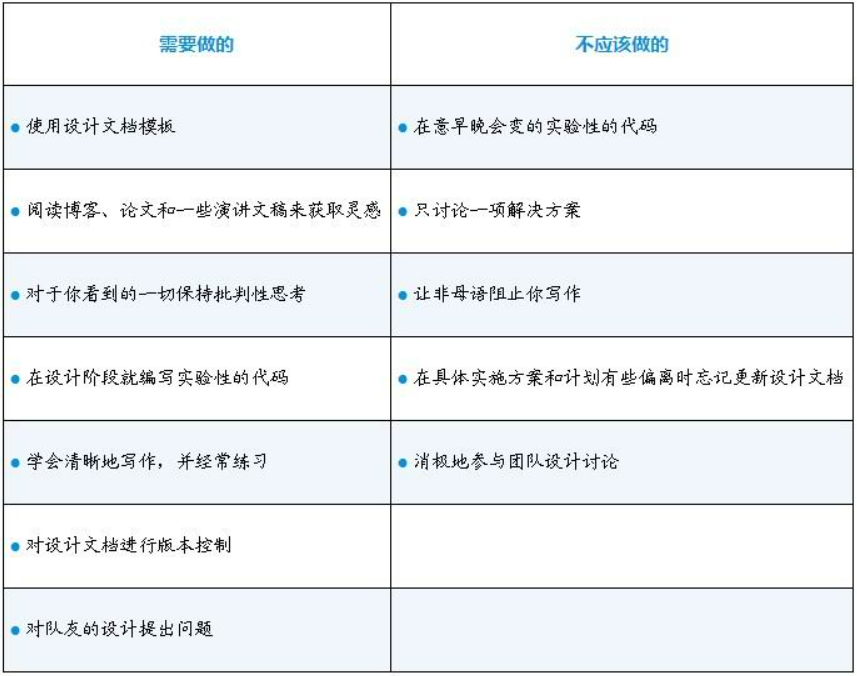 需要做的 不应该做的
● 使用设计文档模板 ● 在意早晚会变的实验性的代码
● 阅读博客、论文和一些演讲文稿来获取灵感 ● 只讨论一项解决方案
● 对于你看到的一切保持批判性思考 ● 让非母语阻止你写作
● 在设计阶段就编写实验性的代码 ● 在具体实施方案和计划有些偏离时忘记更新设计文档
● 学会清晰地写作，并经常练习 ● 消极地参与团队设计讨论
● 对设计文档进行版本控制
● 对队友的设计提出问题